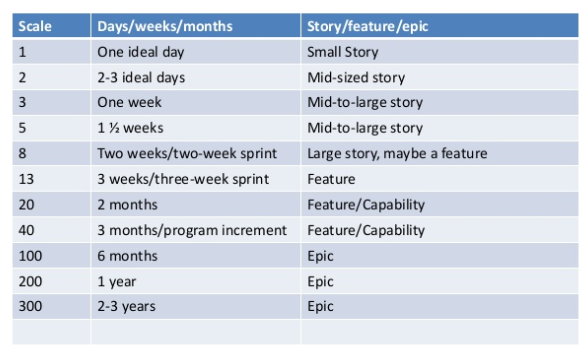 Scale Days/weeks/months Story/feature/epic
1 One ideal day Small Story
2 2-3 ideal days Mid-sized story
3 One week Mid-to-large story
5 1 ½ weeks Mid-to-large story
8 Two weeks/two-week sprint Large story, maybe a feature
13 3 weeks/three-week sprint Feature
20 2 months Feature/Capability
40 3 months/program increment Feature/Capability
100 6 months Epic
200 1 year Epic
300 2-3 years Epic